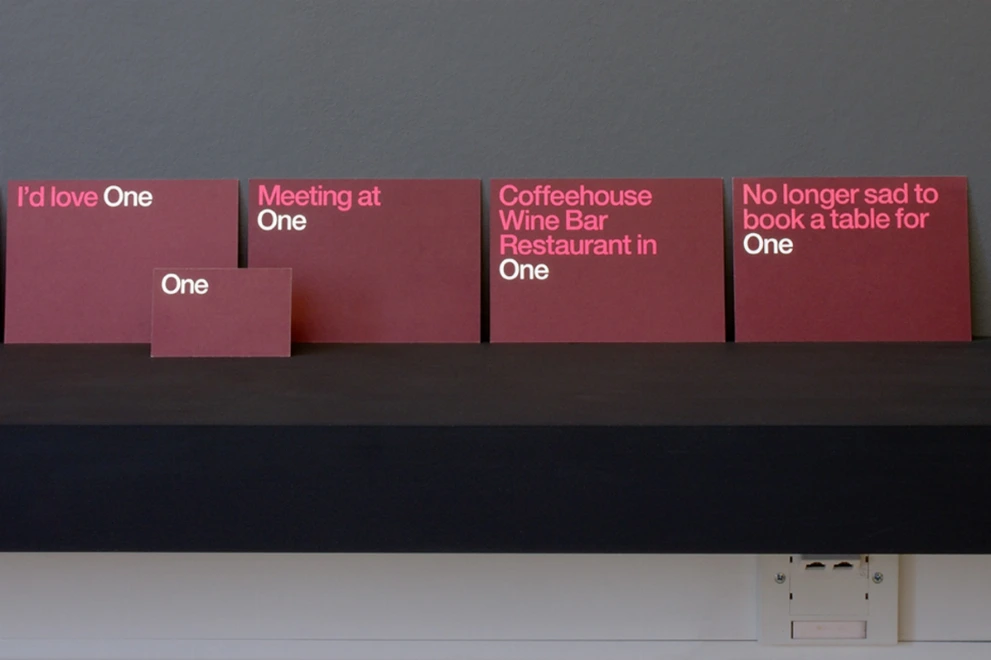 I'd love One
One
Meeting at
One
Coffeehouse
Wine Bar
Restaurant in
One
No longer sad to
book a table for
One